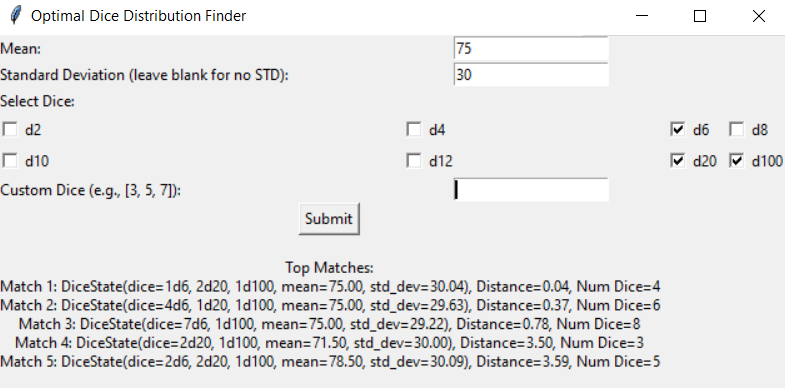 Optimal Dice Distribution Finder
Mean: 75
Standard Deviation (leave blank for no STD): 30
Select Dice:
d2 d4 d6 d8
d10 d12 d20 d100
Custom Dice (e.g., [3, 5, 7]):
Submit
Top Matches:
Match 1: DiceState(dice=1d6, 2d20, 1d100, mean=75.00, std_dev=30.04), Distance=0.04, Num Dice=4
Match 2: DiceState(dice=4d6, 1d20, 1d100, mean=75.00, std_dev=29.63), Distance=0.37, Num Dice=6
Match 3: DiceState(dice=7d6, 1d100, mean=75.00, std_dev=29.22), Distance=0.78, Num Dice=8
Match 4: DiceState(dice=2d20, 1d100, mean=71.50, std_dev=30.00), Distance=3.50, Num Dice=3
Match 5: DiceState(dice=2d6, 2d20, 1d100, mean=78.50, std_dev=30.09), Distance=3.59, Num Dice=5